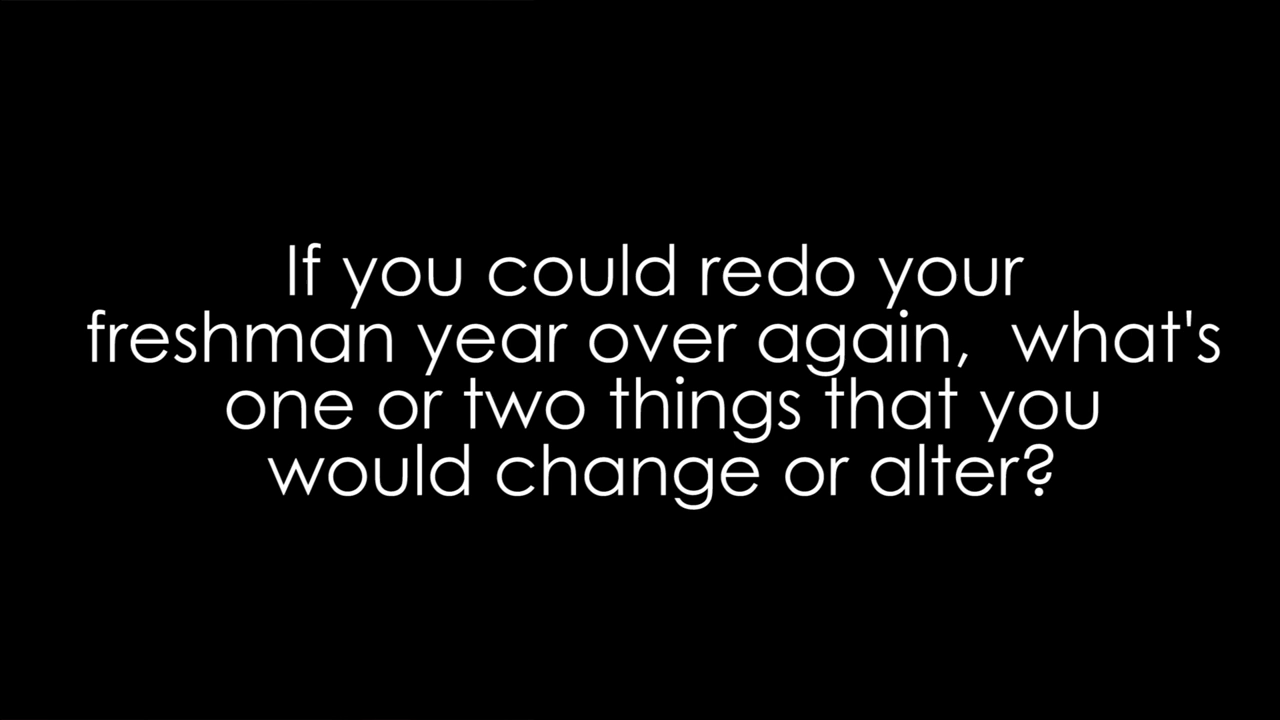 If you could redo your
freshman year over again,  what's
one or two things that you
would change or alter?